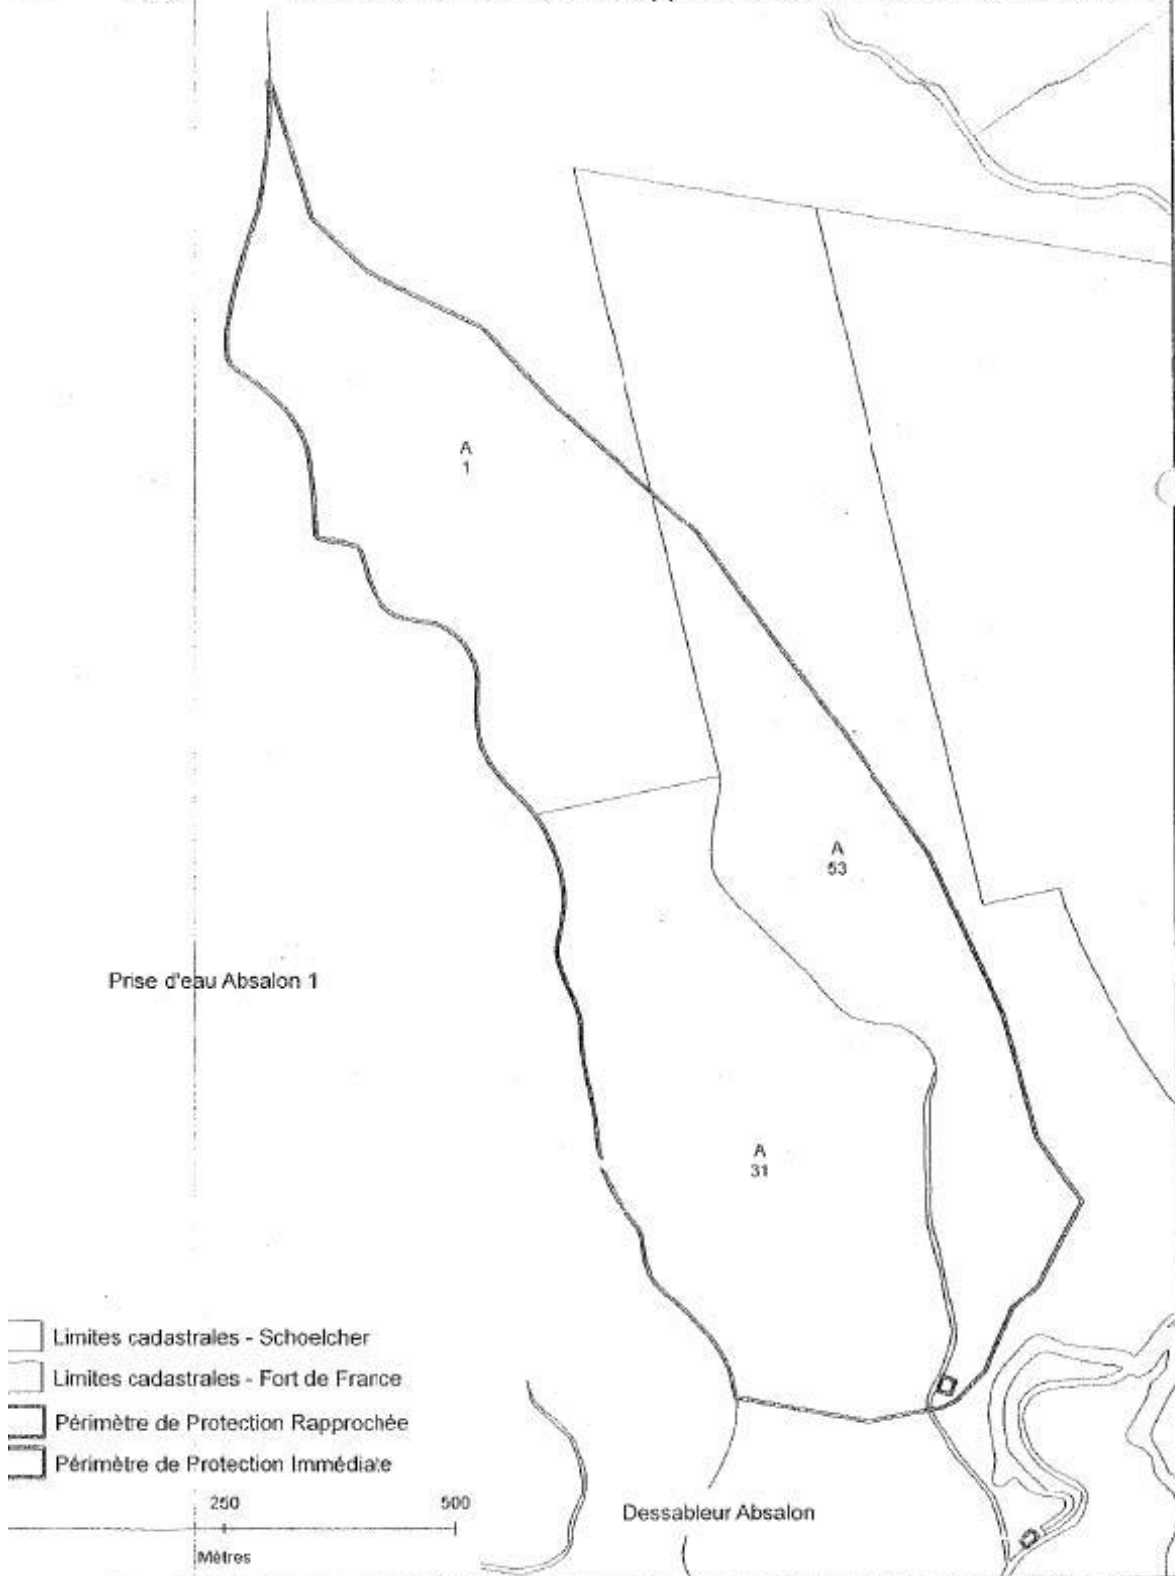 A
1
A
53
Prise d'eau Absalon 1
A
31
Limites cadastrales - Schoelcher
Limites cadastrales - Fort de France
Périmètre de Protection Rapprochée
Périmètre de Protection Immédiate
250 500
Mètres
Dessableur Absalon